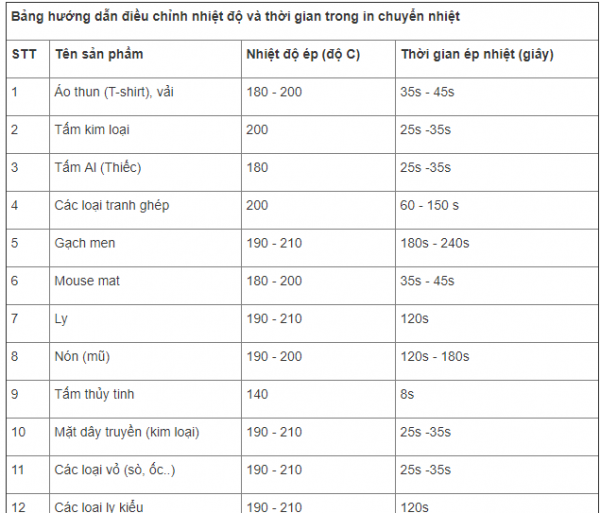 Bảng hướng dẫn điều chỉnh nhiệt độ và thời gian trong in chuyển nhiệt
STT Tên sản phẩm Nhiệt độ ép (độ C) Thời gian ép nhiệt (giây)
1 Áo thun (T-shirt), vải 180 - 200 35s - 45s
2 Tấm kim loại 200 25s -35s
3 Tấm Al (Thiếc) 180 25s -35s
4 Các loại tranh ghép 200 60 - 150 s
5 Gạch men 190 - 210 180s - 240s
6 Mouse mat 180 - 200 35s - 45s
7 Ly 190 - 210 120s
8 Nón (mũ) 190 - 200 120s - 180s
9 Tấm thủy tinh 140 8s
10 Mặt dây truyền (kim loại) 190 - 210 25s -35s
11 Các loại vỏ (sò, ốc..) 190 - 210 25s -35s
12 Các loại ly kiểu 190 - 210 120s